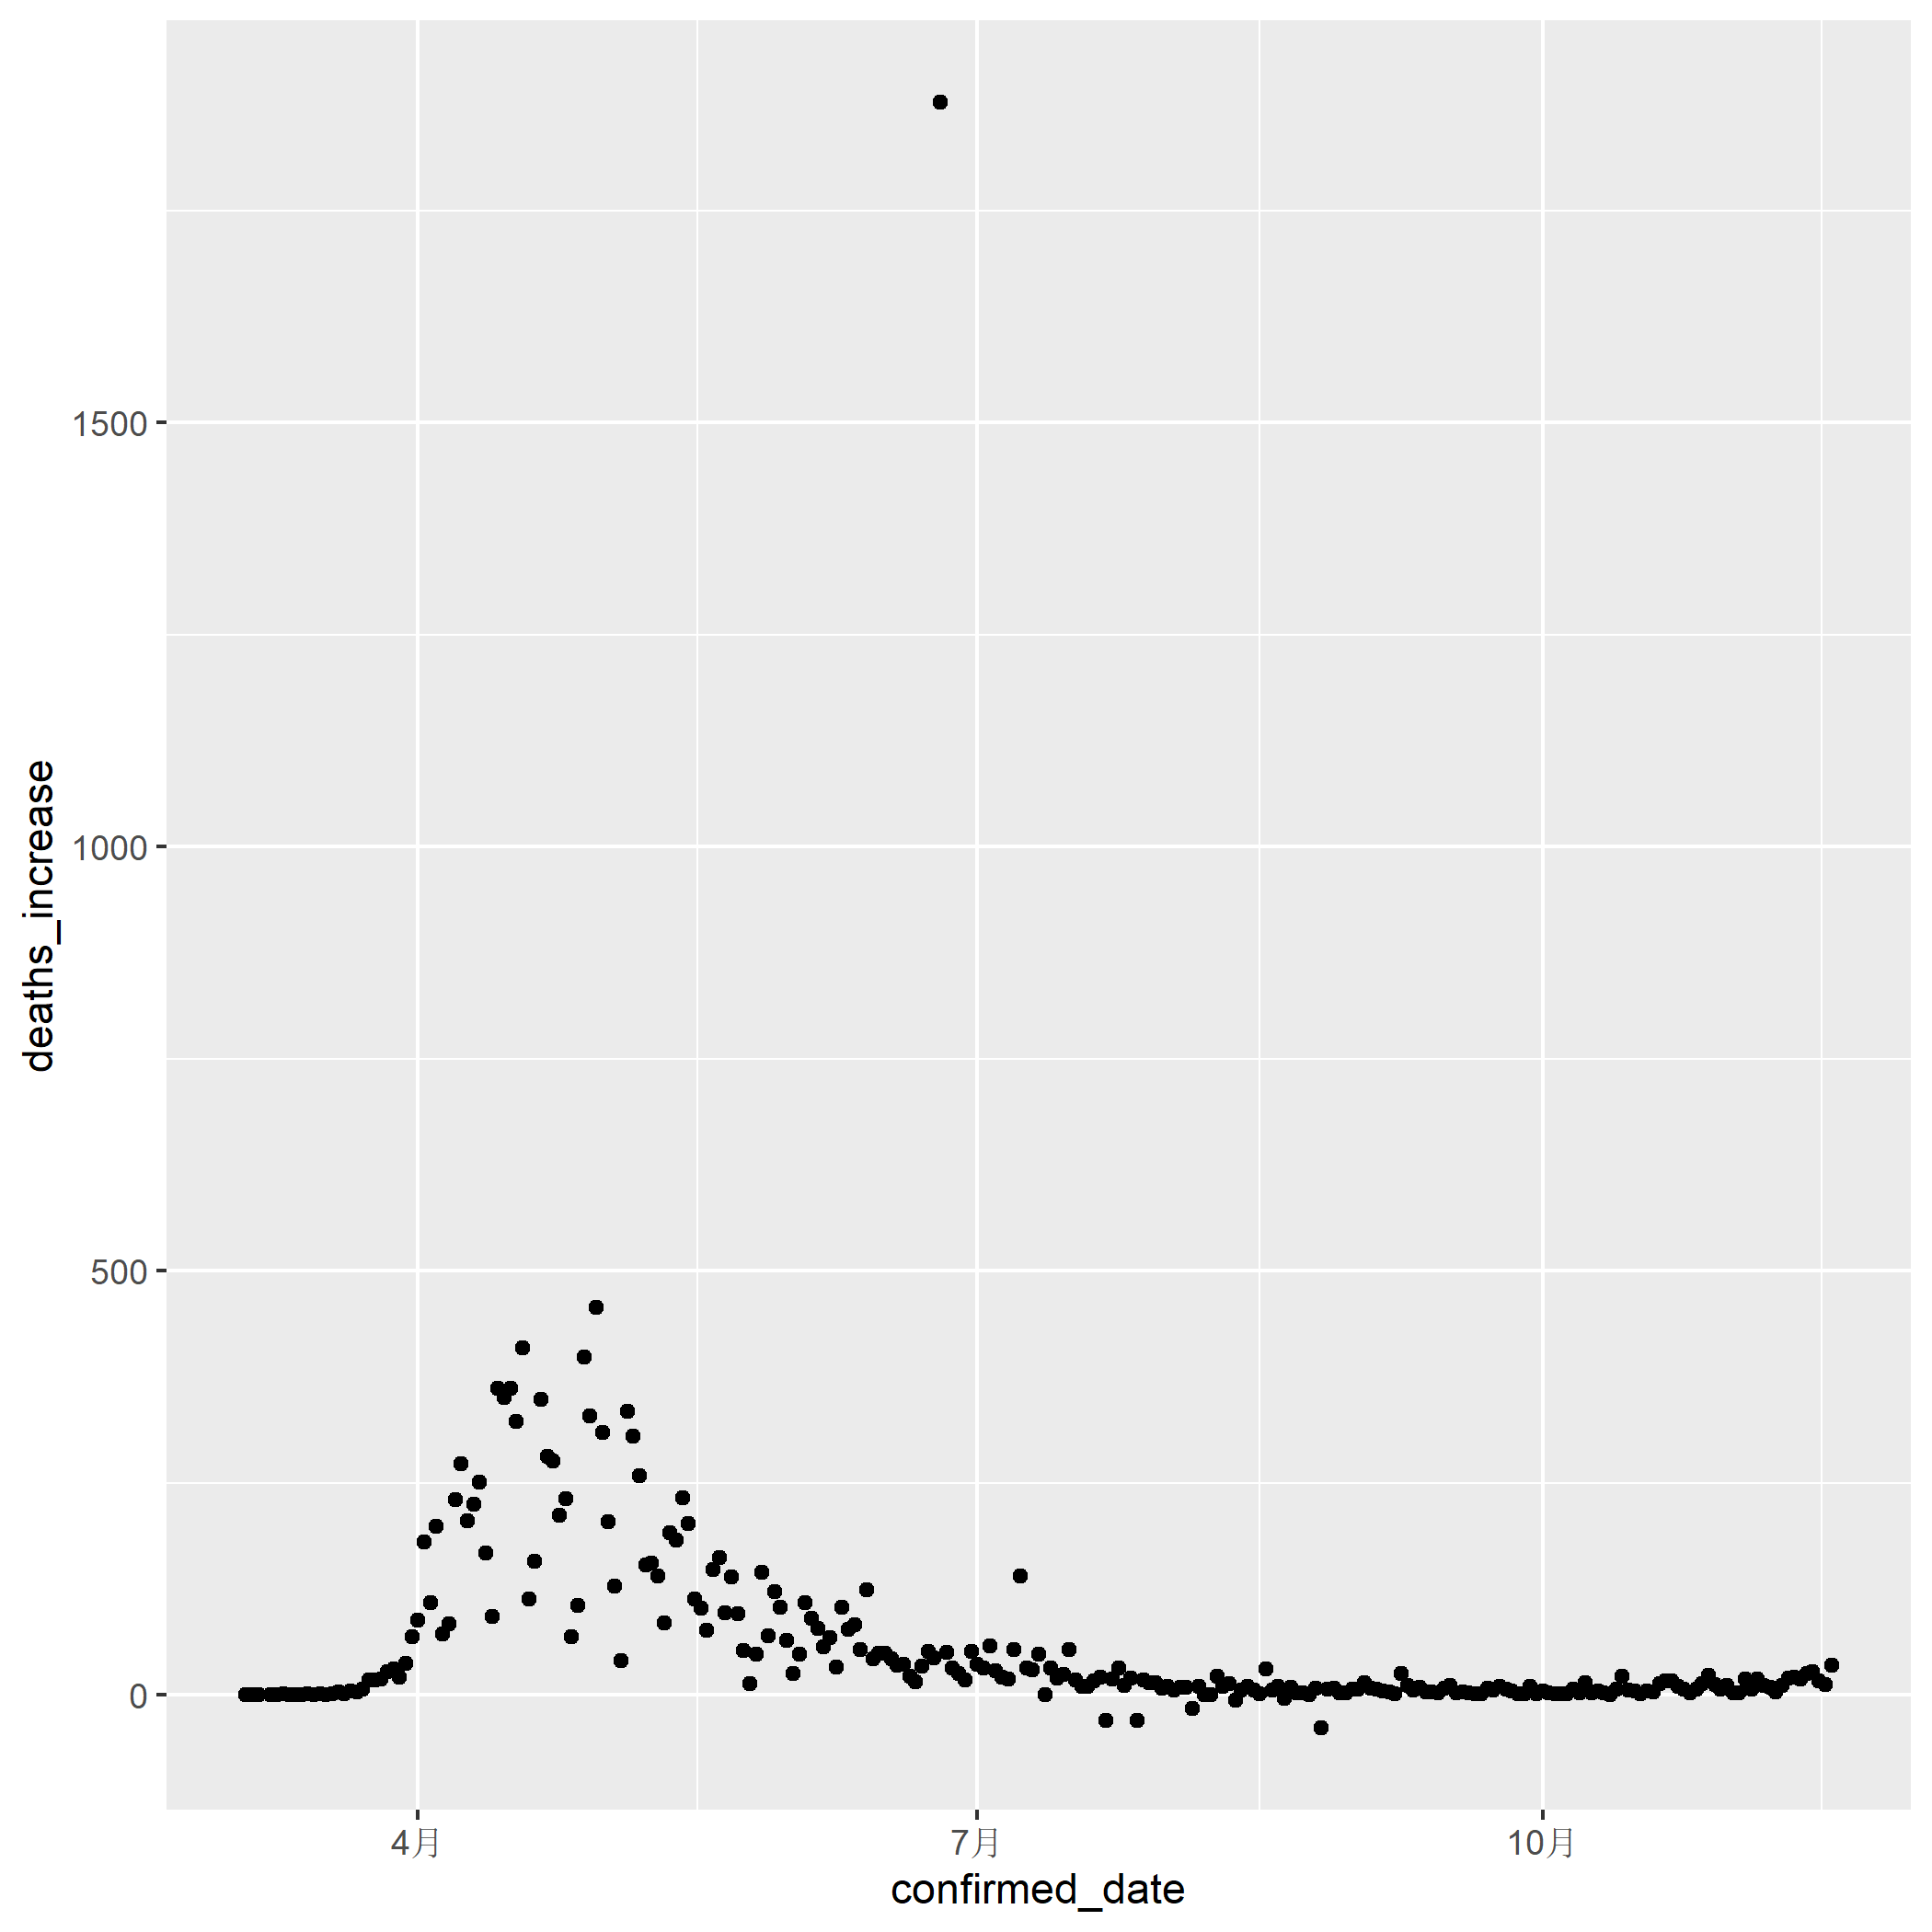 deaths_increase
1500
1000
500
0
4月
7月
10月
confirmed_date